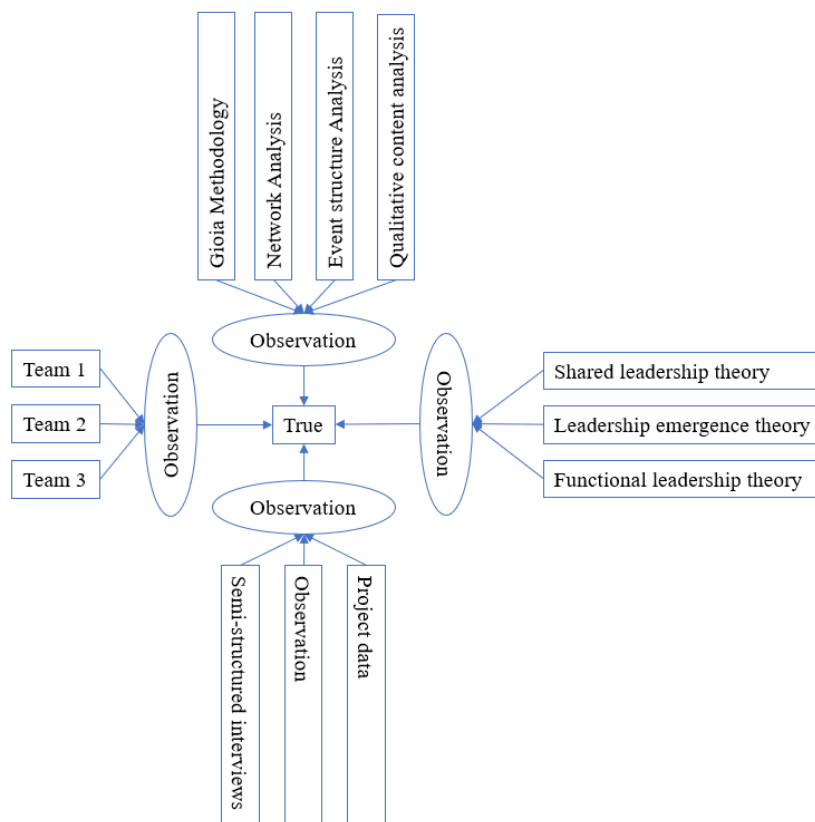 Gioia Methodology
Network Analysis
Event structure Analysis
Qualitative content analysis
Observation
Team 1
Team 2
Team 3
Observation
True
Observation
Shared leadership theory
Leadership emergence theory
Functional leadership theory
Observation
Semi-structured interviews
Observation
Project data